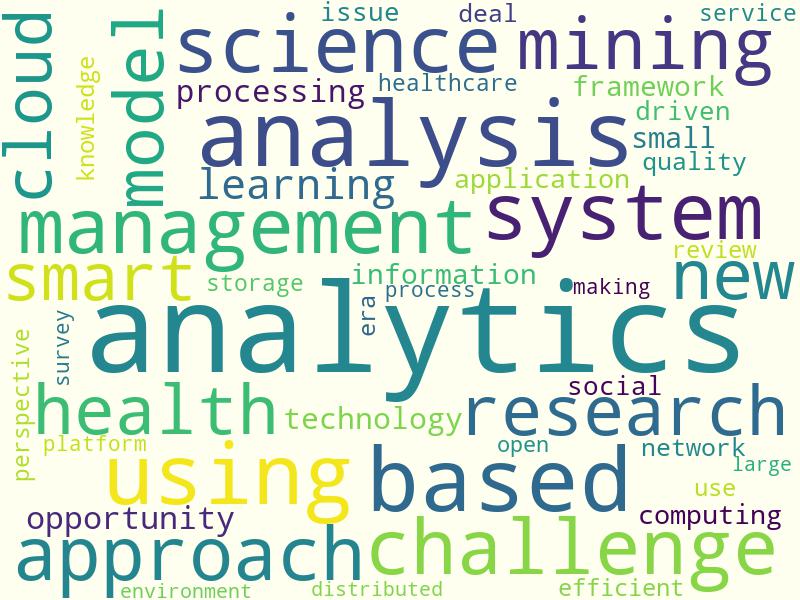 issue deal service
cloud model science mining
knowledge processing healthcare framework
analysis driven
small
learning application quality
management system
review
smart storage information new
process making
analytics era
survey
perspective
health technology social
research
platform open network
using based large
use
opportunity computing
approach challenge
environment distributed efficient